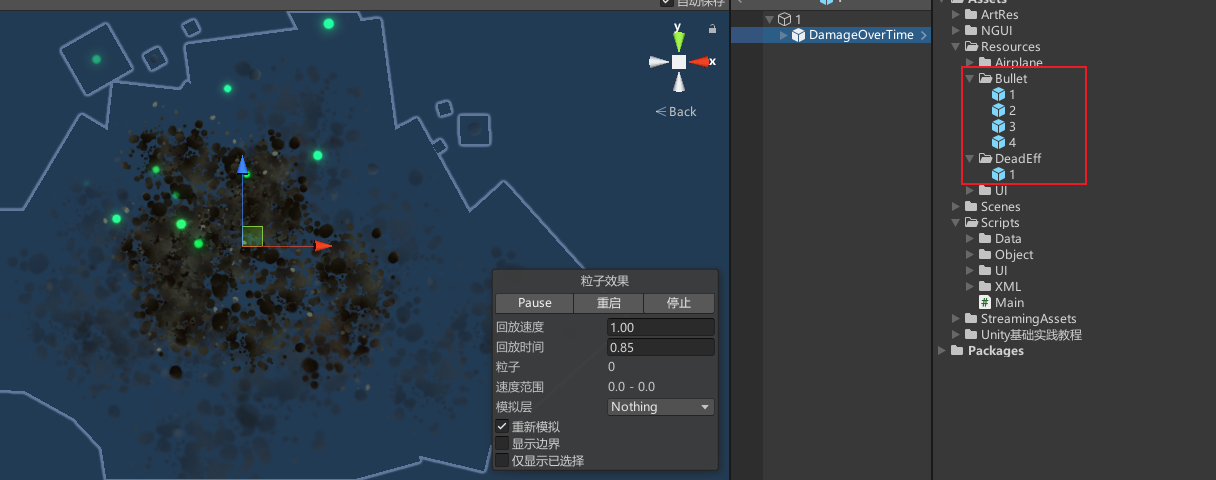 自动保存
y
x
Back
粒子效果
Pause
重启
停止
回放速度
1.00
回放时间
0.85
粒子
0
速度范围
0.0 - 0.0
模拟层
Nothing
重新模拟
显示边界
仅显示已选择
1
DamageOverTime
Assets
ArtRes
NGUI
Resources
Airplane
Bullet
1
2
3
4
DeadEff
1
UI
Scenes
Scripts
Data
Object
UI
XML
# Main
StreamingAssets
Unity基础实践教程
Packages